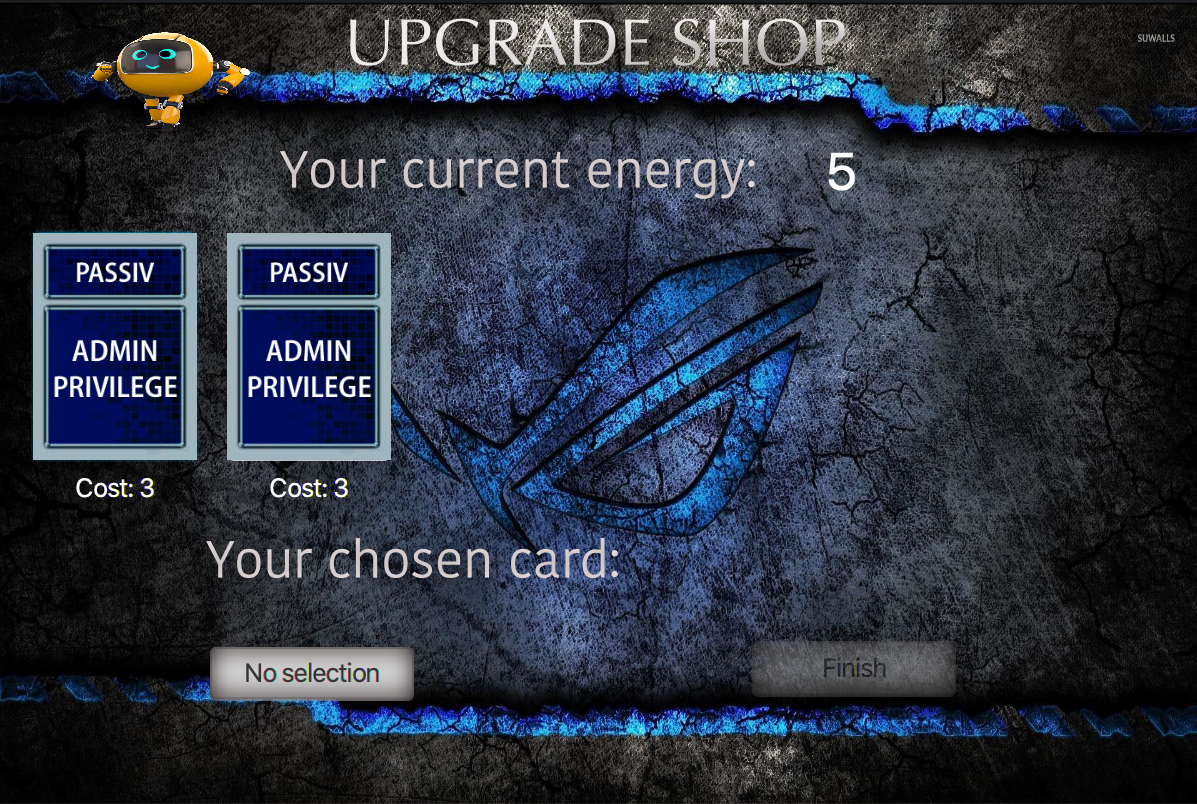 UPGRADE SHOP
SUWALLS
Your current energy: 5
PASSIV
ADMIN
PRIVILEGE
Cost: 3
PASSIV
ADMIN
PRIVILEGE
Cost: 3
Your chosen card:
No selection
Finish